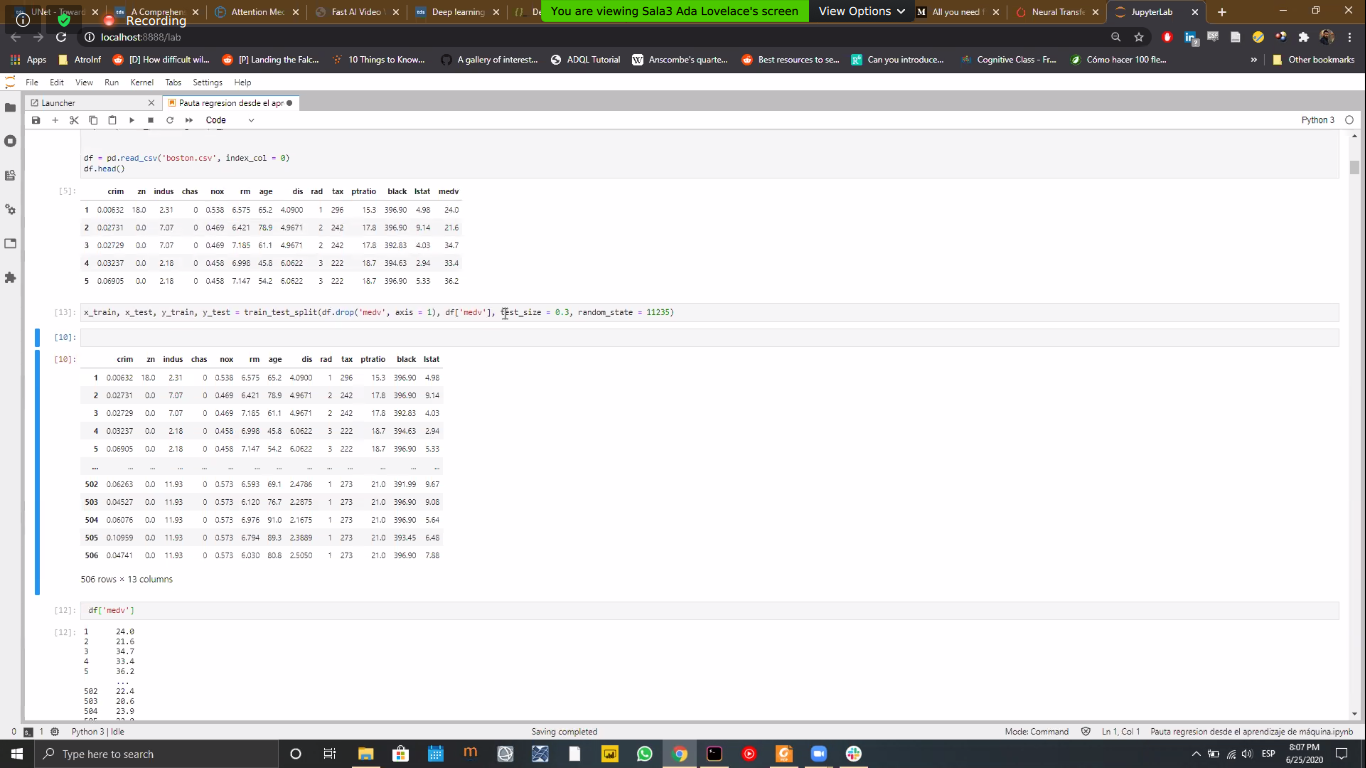 Recording
UNet - Towar
A Comprehen
Attention Mec
Fast AI Video
Deep learning
You are viewing Sala3 Ada Lovelace's screen
View Options
All you need f
Neural Transfe
JupyterLab
localhost:8888/lab
Apps
AtroInf
[D] How difficult wil...
[P] Landing the Falc...
10 Things to Know...
A gallery of interest...
ADQL Tutorial
Anscombe's quarte...
Best resources to se...
Can you introduce...
Cognitive Class - Fr...
Cómo hacer 100 fle...
Other bookmarks
File Edit View Run Kernel Tabs Settings Help
Launcher
Pauta regresion desde el apr
Code
Python 3
df = pd.read_csv('boston.csv', index_col = 0)
df.head()
[5]:
crim zn indus chas nox rm age dis rad tax ptratio black lstat medv
1 0.00632 18.0 2.31 0 0.538 6.575 65.2 4.0900 1 296 15.3 396.90 4.98 24.0
2 0.02731 0.0 7.07 0 0.469 6.421 78.9 4.9671 2 242 17.8 396.90 9.14 21.6
3 0.02729 0.0 7.07 0 0.469 7.185 61.1 4.9671 2 242 17.8 392.83 4.03 34.7
4 0.03237 0.0 2.18 0 0.458 6.998 45.8 6.0622 3 222 18.7 394.63 2.94 33.4
5 0.06905 0.0 2.18 0 0.458 7.147 54.2 6.0622 3 222 18.7 396.90 5.33 36.2
[13]: x_train, x_test, y_train, y_test = train_test_split(df.drop('medv', axis = 1), df['medv'], test_size = 0.3, random_state = 11235)
[10]:
[10]:
crim zn indus chas nox rm age dis rad tax ptratio black lstat
1 0.00632 18.0 2.31 0 0.538 6.575 65.2 4.0900 1 296 15.3 396.90 4.98
2 0.02731 0.0 7.07 0 0.469 6.421 78.9 4.9671 2 242 17.8 396.90 9.14
3 0.02729 0.0 7.07 0 0.469 7.185 61.1 4.9671 2 242 17.8 392.83 4.03
4 0.03237 0.0 2.18 0 0.458 6.998 45.8 6.0622 3 222 18.7 394.63 2.94
5 0.06905 0.0 2.18 0 0.458 7.147 54.2 6.0622 3 222 18.7 396.90 5.33
... ... ... ... ... ... ... ... ... ... ... ... ... ...
502 0.06263 0.0 11.93 0 0.573 6.593 69.1 2.4786 1 273 21.0 391.99 9.67
503 0.04527 0.0 11.93 0 0.573 6.120 76.7 2.2875 1 273 21.0 396.90 9.08
504 0.06076 0.0 11.93 0 0.573 6.976 91.0 2.1675 1 273 21.0 396.90 5.64
505 0.10959 0.0 11.93 0 0.573 6.794 89.3 2.3889 1 273 21.0 393.45 6.48
506 0.04741 0.0 11.93 0 0.573 6.030 80.8 2.5050 1 273 21.0 396.90 7.88
506 rows × 13 columns
[12]: df['medv']
[12]:
1 24.0
2 21.6
3 34.7
4 33.4
5 36.2
...
502 22.4
503 20.6
504 23.9
0 1 Python 3 | Idle
Saving completed
Mode: Command
Ln 1, Col 1
Pauta regresion desde el aprendizaje de máquina.ipynb
Type here to search
ESP
8:07 PM
6/25/2020